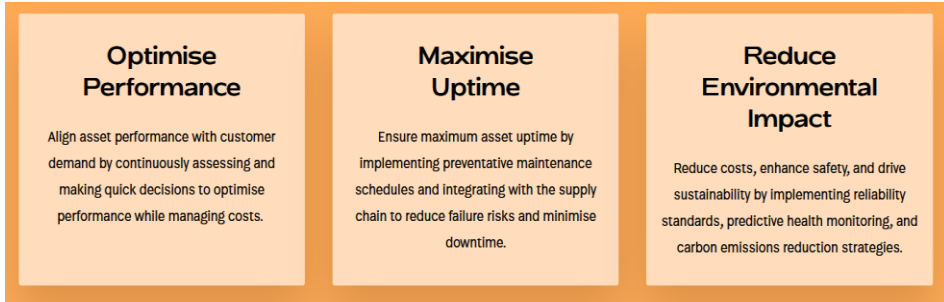 Optimise
Performance
Align asset performance with customer
demand by continuously assessing and
making quick decisions to optimise
performance while managing costs.
Maximise
Uptime
Ensure maximum asset uptime by
implementing preventative maintenance
schedules and integrating with the supply
chain to reduce failure risks and minimise
downtime.
Reduce
Environmental
Impact
Reduce costs, enhance safety, and drive
sustainability by implementing reliability
standards, predictive health monitoring, and
carbon emissions reduction strategies.